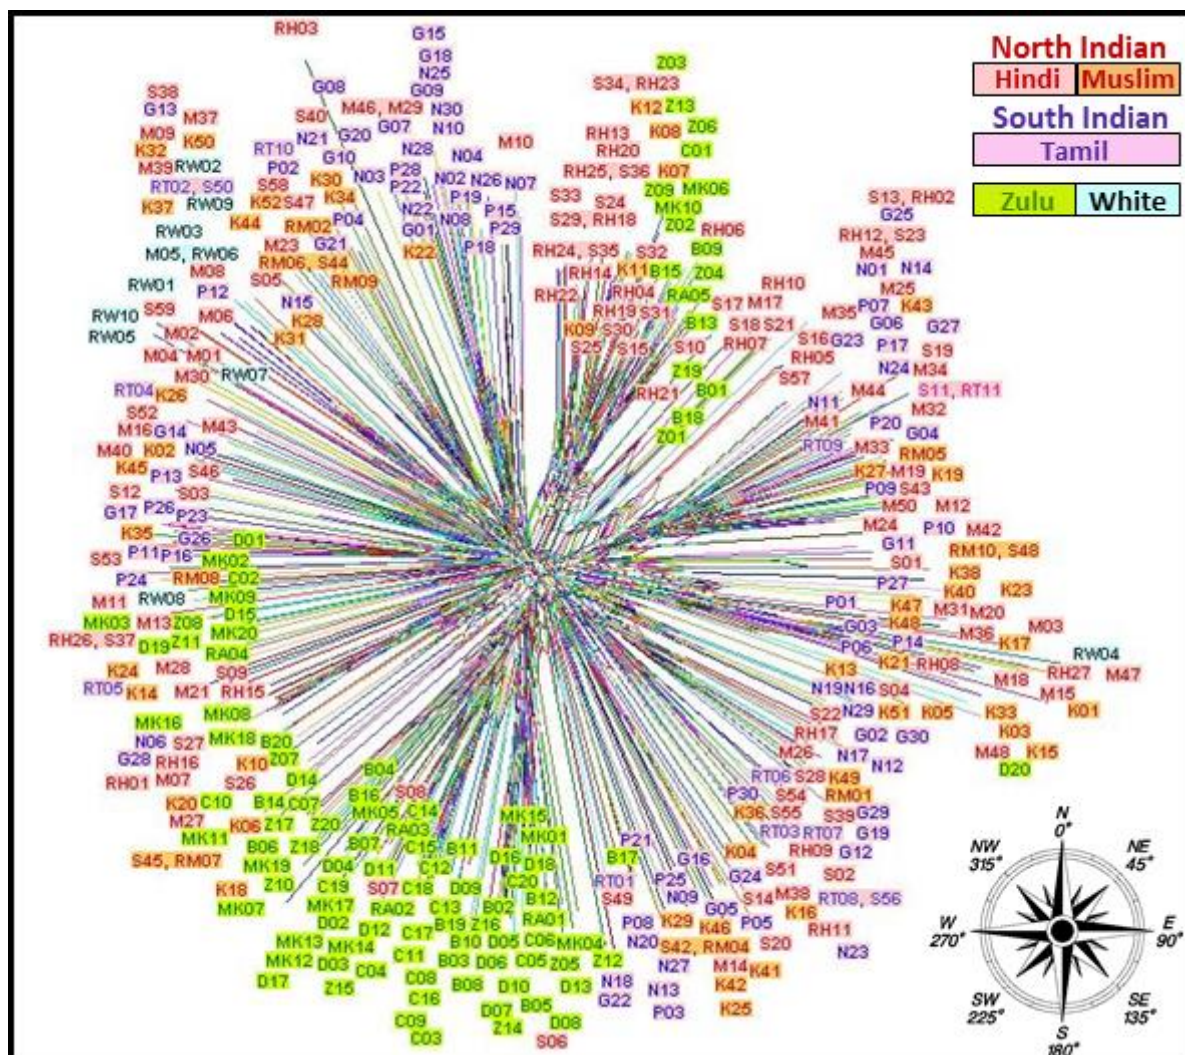 RH03
G15
G18
N25
Z03
North Indian
Hindi Muslim
S38
G08
G09
S34, RH23
G13
M37
S40
M46, M29
N30
K12 Z13
South Indian
M09
N21 G20
G07
N10
M10
RH13 K08 Z06
Tamil
K32 K50
RT10
G10
N28
N04
RH20
C01
M39 RW02
P02
N03
P28
N02 N26 N07
RH25, S36 K07
RT02, S50
S58 K30
P22
P19
S33
Z09 MK06
Zulu White
K37 RW09
K52 S47 K34
N22
P15
S24
MK10
S13, RH02
K44
RM02 P04
G01 N08
P29
S29, RH18
Z02 RH06
G25
RW03
M23 G21
K22
P18
RH24, S35 S32
B09
RH12, S23
M05, RW06
RM06, S44
M45
M08
S05
RM09
RH14 K11 B15 Z04
N01 N14
RW01
P12
N15
RH22 RH04 RA05
RH10
M25
RW10
S59
K28
RH19 S31
S17 M17
P07 K43
RW05
M06
K31
K09 S30
B13
S18 S21
M35
G06 G27
M02
S25 S15
S10 RH07
S16 G23 P17
S19
M04 M01
Z19
RH05
N24 M34
M30 RW07
RH21 B01
S57
M44
S11, RT11
RT04 K26
B18
N11
M32
S52
Z01
M41
P20
M16 G14 M43
RT09 M33
G04
M40 K02 N05
RM05
K45 P13 S46
K27 M19 K19
S12 S03
P09 S43
G17 P26 P23
M50 M12
K35 G26 D01
M24 P10 M42
S53 P11 P16 MK02
G11
RM10, S48
P24 RM08 C02
S01
K38
M11 RW08 MK09
P27
K40 K23
MK03 M13 Z08 D15
P01 K47 M31 M20
RH26, S37 D19 Z11 MK20
G03 K48
M36 M03
K24 M28 RA04
P06 P14
K17
RW04
RT05 K14 M21 S09 RH15
K13 K21 RH08
RH27 M47
MK16 MK08
N19 N16 S04
M18 M15
N06 S27 MK18 B20
S22 N29 K51 K05
K33 K01
G28 RH16 K10 Z07
RH17 G02 G30
K03
RH01 M07 S26 D14
M26 N17 N12
M48 K15
D20
B04
RT06 S28 K49
K20 C10 B14 C07
B16 S08
P30 S54 RM01
M27 K06 Z17 Z20
MK05 C14 MK15
K36 S55 S39 G29
MK11
RA03
MK01
P21
RT03 RT07 G19
B06 Z18
B07 C15 B11
B17 G16 K04
RH09 G12
S45, RM07
MK19 D04 D11 C12 D16 D18
RT01 P25
G24 S51 S02
K18 Z10 C19 S07 C18 D09 C20
S49 N09
S14 M38 RT08, S56
MK07 MK17 RA02 C13 B02 B12
G05
K16
D02 D12 C17 B19 Z16 RA01
P08 K29 K46 P05
RH11
MK13 MK14
B10 D05 C06 MK04
N20 S42, RM04 S20
N23
MK12 D03 C04 C11 B03 D06 C05 Z05 Z12
N27 M14 K41
D17 Z15 C08 B08 D10 D13
N18 N13 K42
C16 D07 B05
G22 P03 K25
C09 Z14 D08
C03 S06
N
0°
NW
315°
NE
45°
W
270°
E
90°
SW
225°
SE
135°
S
180°